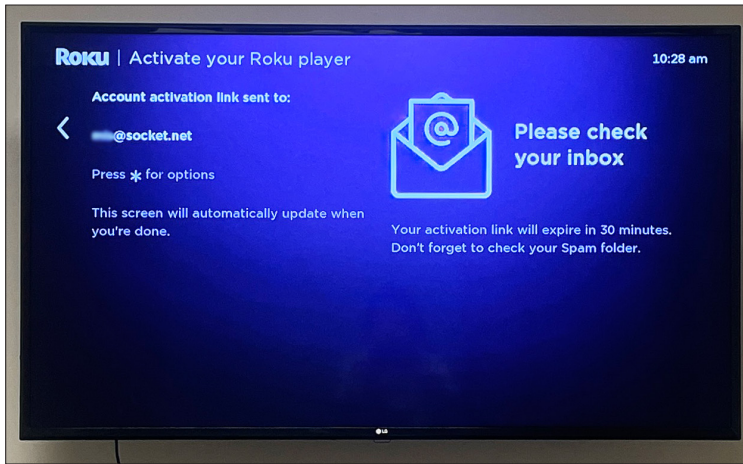 Roku | Activate your Roku player
10:28 am
Account activation link sent to:
@socket.net
Press * for options
This screen will automatically update when
you're done.
@
Please check
your inbox
Your activation link will expire in 30 minutes.
Don't forget to check your Spam folder.
LG